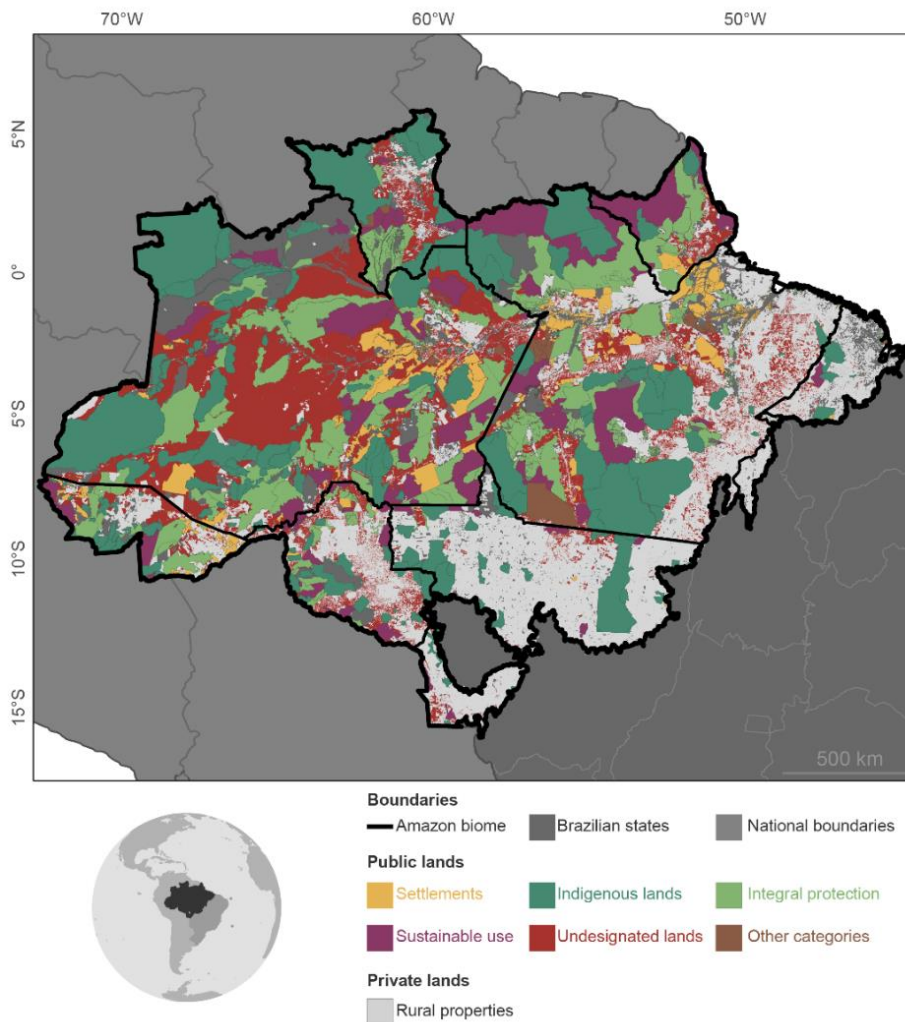 70°W 60°W 50°W
5°N
0°
5°S
10°S
15°S
500 km
Boundaries
Amazon biome Brazilian states National boundaries
Public lands
Settlements Indigenous lands Integral protection
Sustainable use Undesignated lands Other categories
Private lands
Rural properties